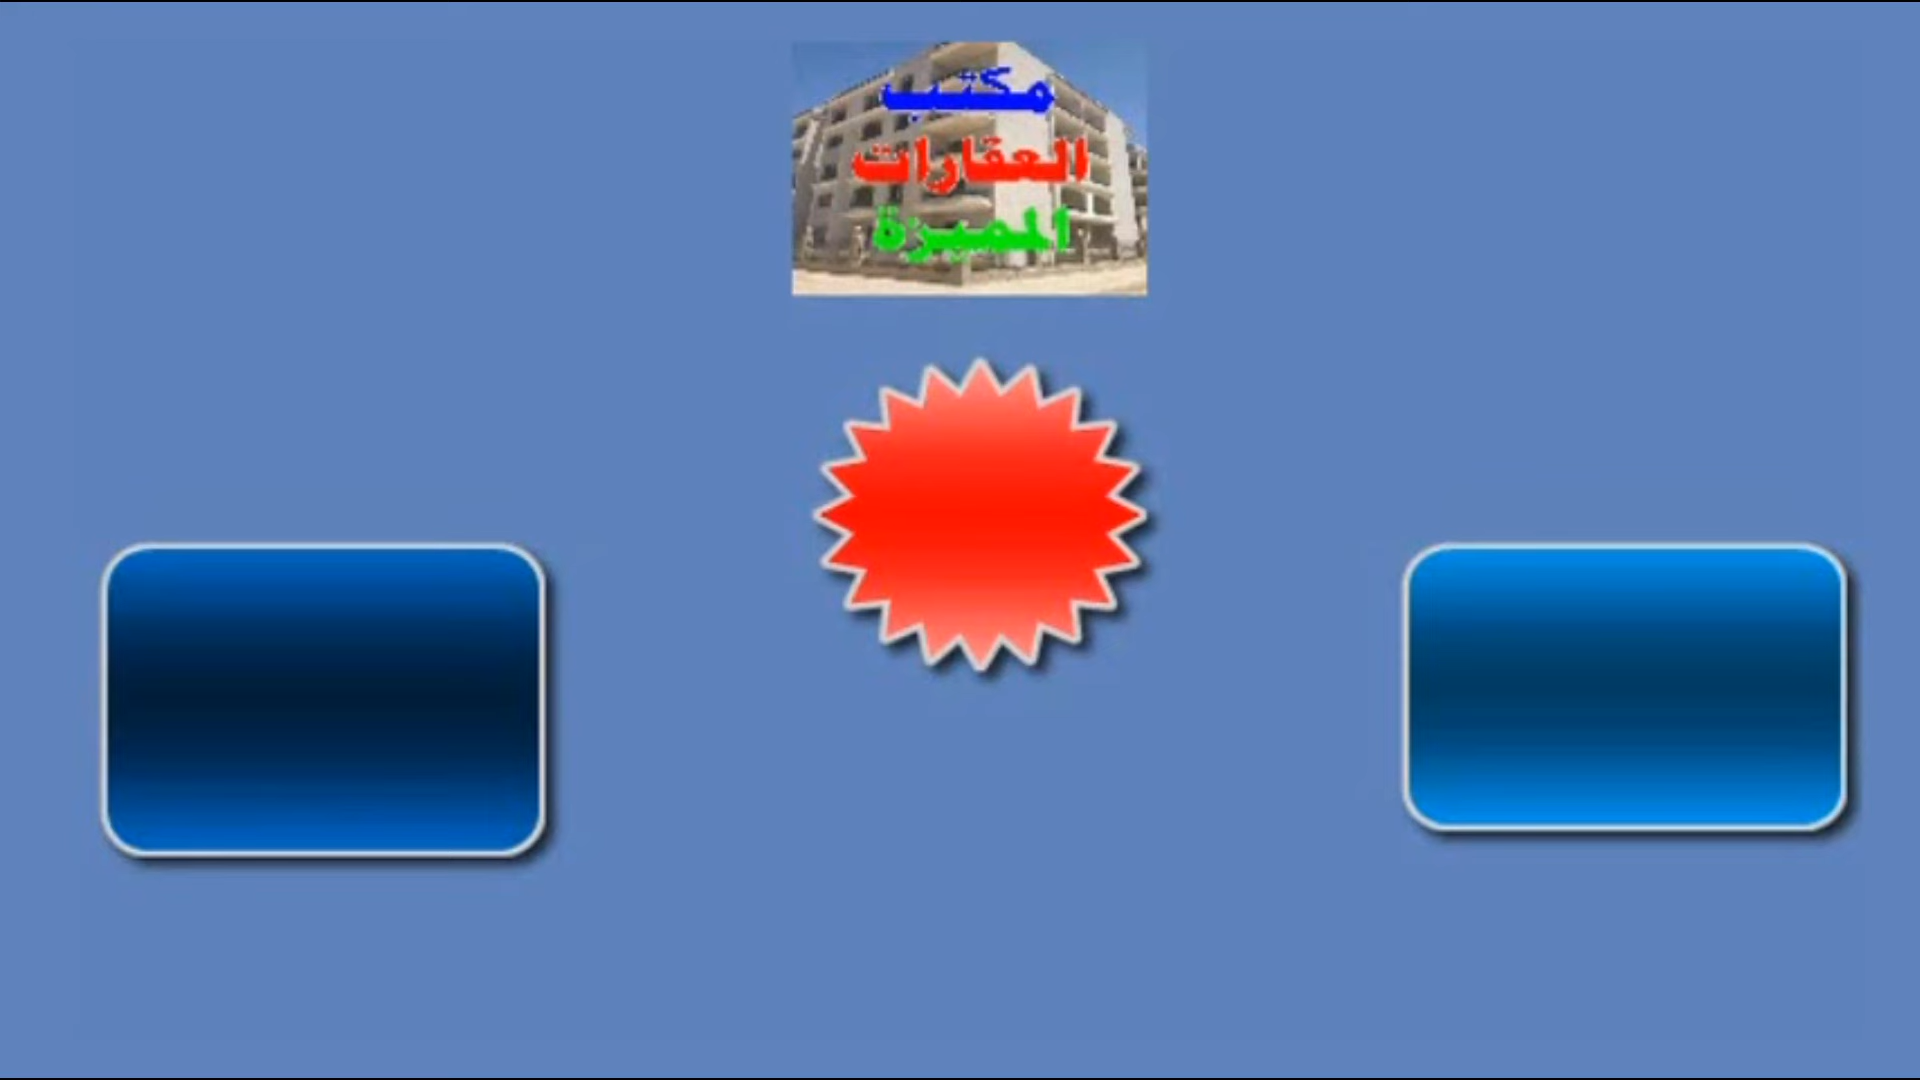 مكتب
العقارات
المميزة